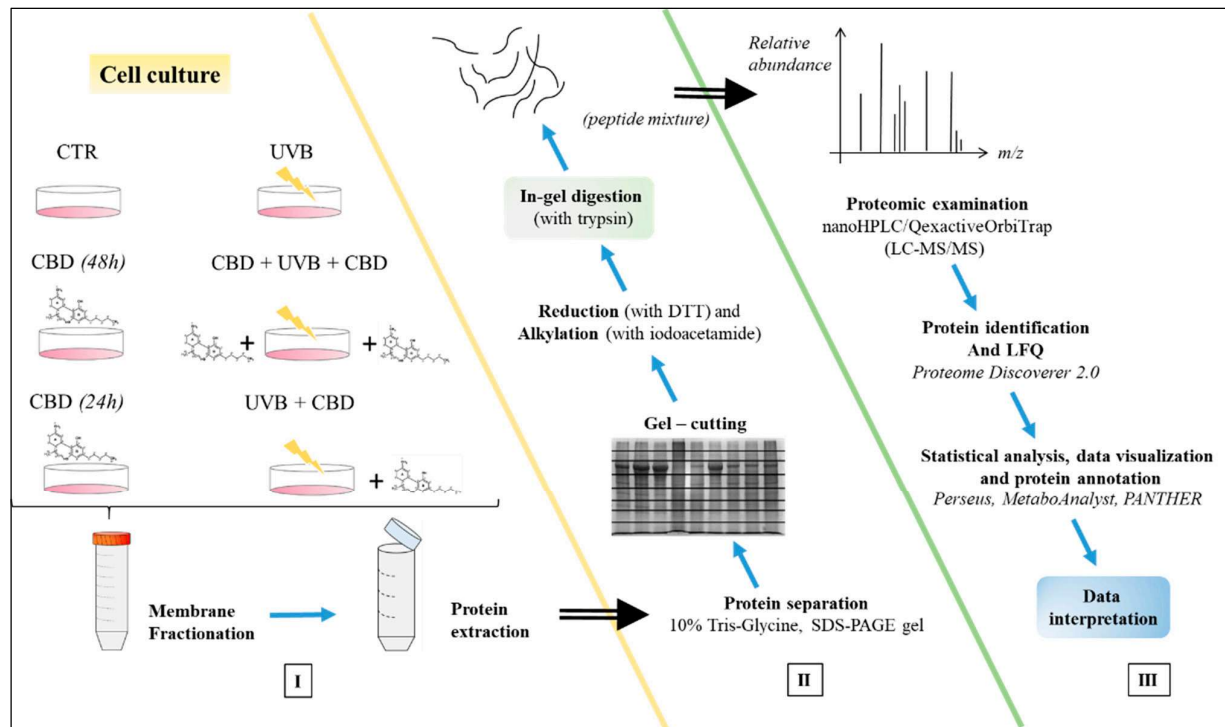 Cell culture
CTR
UVB
CBD (48h)
CBD + UVB + CBD
+
+
CBD (24h)
UVB + CBD
+
Membrane
Fractionation
Protein
extraction
I
Protein separation
10% Tris-Glycine, SDS-PAGE gel
Gel – cutting
Reduction (with DTT) and
Alkylation (with iodoacetamide)
In-gel digestion
(with trypsin)
(peptide mixture)
II
Relative
abundance
m/z
Proteomic examination
nanoHPLC/QexactiveOrbiTrap
(LC-MS/MS)
Protein identification
And LFQ
Proteome Discoverer 2.0
Statistical analysis, data visualization
and protein annotation
Perseus, MetaboAnalyst, PANTHER
Data
interpretation
III